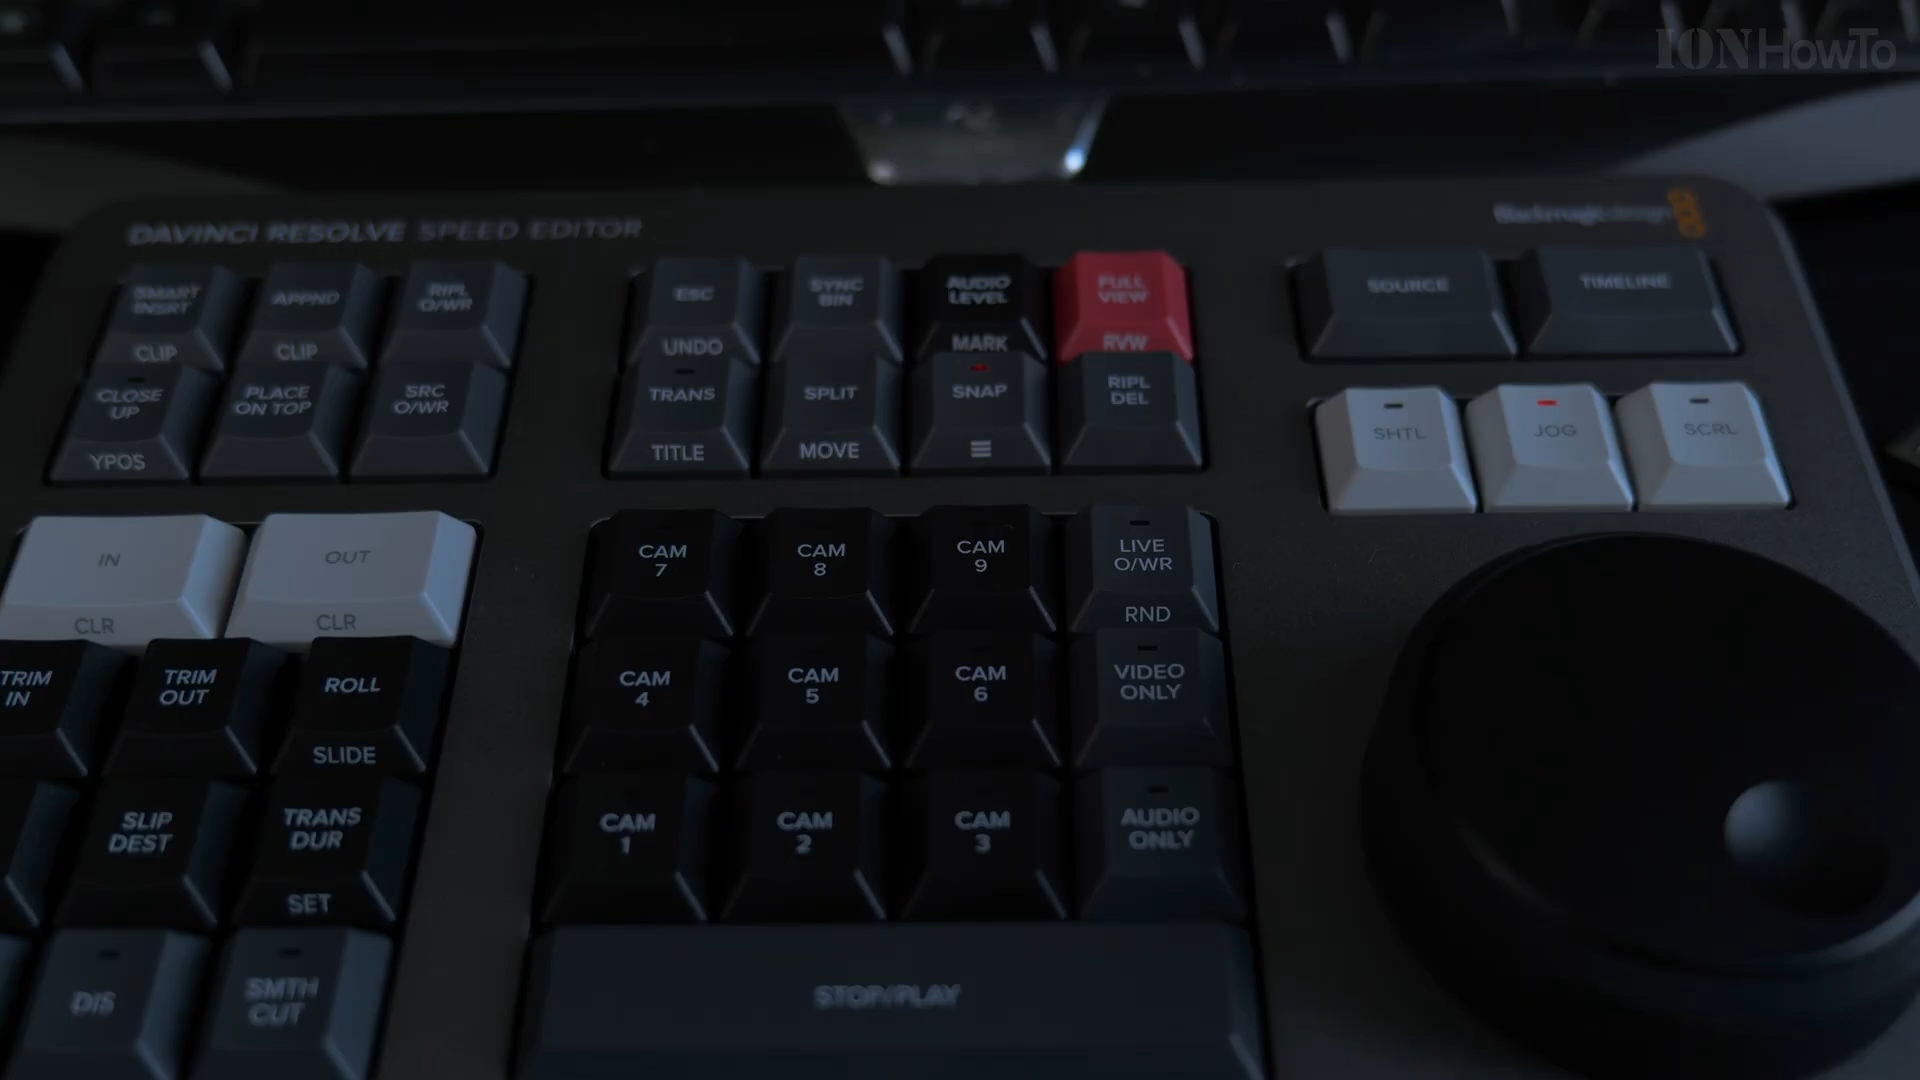 ION HowTo
DAVINCI RESOLVE SPEED EDITOR
Blackmagicdesign
SMART
INSRT
CLIP
APPND
CLIP
RIPL
O/WR
ESC
UNDO
SYNC
BIN
AUDIO
LEVEL
MARK
FULL
VIEW
RVW
SOURCE
TIMELINE
CLOSE
UP
YPOS
PLACE
ON TOP
SRC
O/WR
TRANS
TITLE
SPLIT
MOVE
SNAP
RIPL
DEL
SHTL
JOG
SCRL
IN
CLR
OUT
CLR
CAM
7
CAM
8
CAM
9
LIVE
O/WR
RND
TRIM
IN
TRIM
OUT
ROLL
SLIDE
CAM
4
CAM
5
CAM
6
VIDEO
ONLY
SLIP
DEST
TRANS
DUR
SET
CAM
1
CAM
2
CAM
3
AUDIO
ONLY
DIS
SMTH
CUT
STOP/PLAY